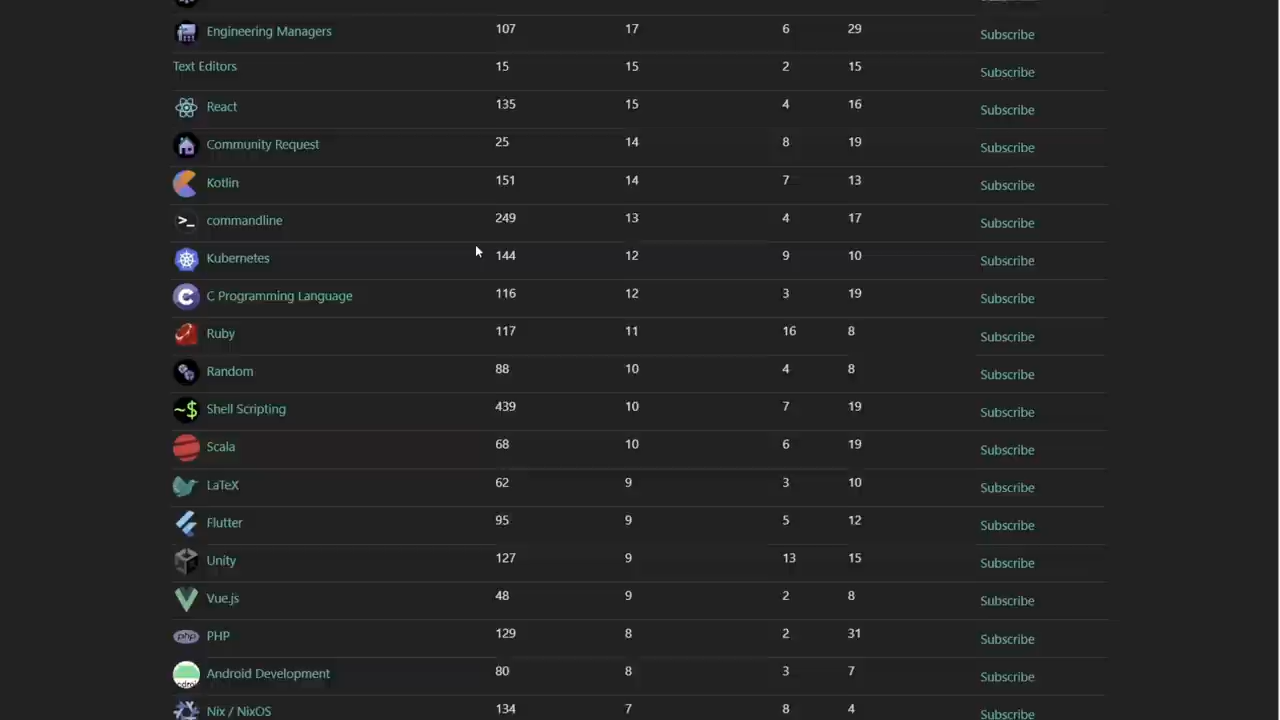 Engineering Managers 107 17 6 29 Subscribe
Text Editors 15 15 2 15 Subscribe
React 135 15 4 16 Subscribe
Community Request 25 14 8 19 Subscribe
Kotlin 151 14 7 13 Subscribe
>_ commandline 249 13 4 17 Subscribe
Kubernetes 144 12 9 10 Subscribe
C C Programming Language 116 12 3 19 Subscribe
Ruby 117 11 16 8 Subscribe
Random 88 10 4 8 Subscribe
~$ Shell Scripting 439 10 7 19 Subscribe
Scala 68 10 6 19 Subscribe
LaTeX 62 9 3 10 Subscribe
Flutter 95 9 5 12 Subscribe
Unity 127 9 13 15 Subscribe
Vue.js 48 9 2 8 Subscribe
php PHP 129 8 2 31 Subscribe
Android Development 80 8 3 7 Subscribe
Nix / NixOS 134 7 8 4 Subscribe